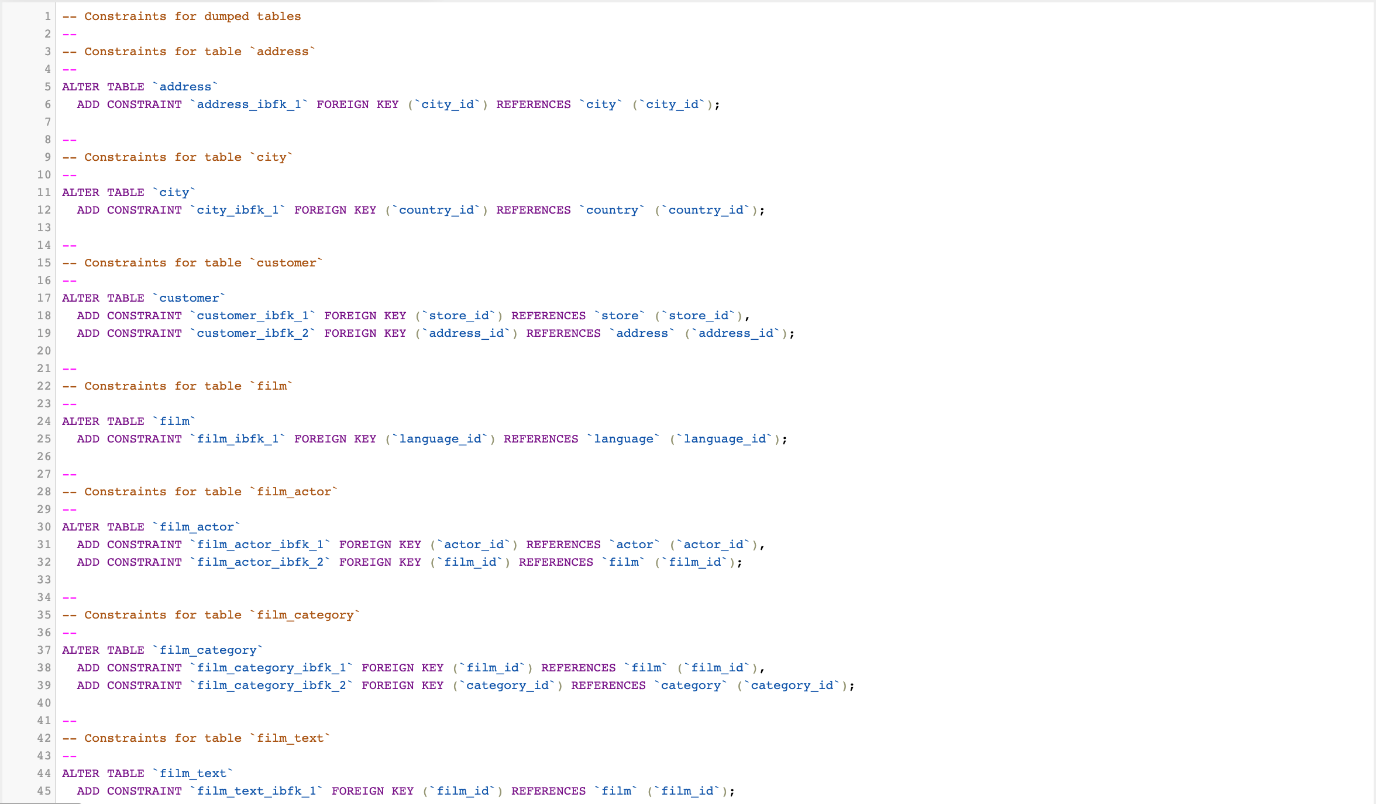 1 -- Constraints for dumped tables
2 --
3 -- Constraints for table `address`
4 --
5 ALTER TABLE `address`
6   ADD CONSTRAINT `address_ibfk_1` FOREIGN KEY (`city_id`) REFERENCES `city` (`city_id`);
7
8 --
9 -- Constraints for table `city`
10 --
11 ALTER TABLE `city`
12   ADD CONSTRAINT `city_ibfk_1` FOREIGN KEY (`country_id`) REFERENCES `country` (`country_id`);
13
14 --
15 -- Constraints for table `customer`
16 --
17 ALTER TABLE `customer`
18   ADD CONSTRAINT `customer_ibfk_1` FOREIGN KEY (`store_id`) REFERENCES `store` (`store_id`),
19   ADD CONSTRAINT `customer_ibfk_2` FOREIGN KEY (`address_id`) REFERENCES `address` (`address_id`);
20
21 --
22 -- Constraints for table `film`
23 --
24 ALTER TABLE `film`
25   ADD CONSTRAINT `film_ibfk_1` FOREIGN KEY (`language_id`) REFERENCES `language` (`language_id`);
26
27 --
28 -- Constraints for table `film_actor`
29 --
30 ALTER TABLE `film_actor`
31   ADD CONSTRAINT `film_actor_ibfk_1` FOREIGN KEY (`actor_id`) REFERENCES `actor` (`actor_id`),
32   ADD CONSTRAINT `film_actor_ibfk_2` FOREIGN KEY (`film_id`) REFERENCES `film` (`film_id`);
33
34 --
35 -- Constraints for table `film_category`
36 --
37 ALTER TABLE `film_category`
38   ADD CONSTRAINT `film_category_ibfk_1` FOREIGN KEY (`film_id`) REFERENCES `film` (`film_id`),
39   ADD CONSTRAINT `film_category_ibfk_2` FOREIGN KEY (`category_id`) REFERENCES `category` (`category_id`);
40
41 --
42 -- Constraints for table `film_text`
43 --
44 ALTER TABLE `film_text`
45   ADD CONSTRAINT `film_text_ibfk_1` FOREIGN KEY (`film_id`) REFERENCES `film` (`film_id`);